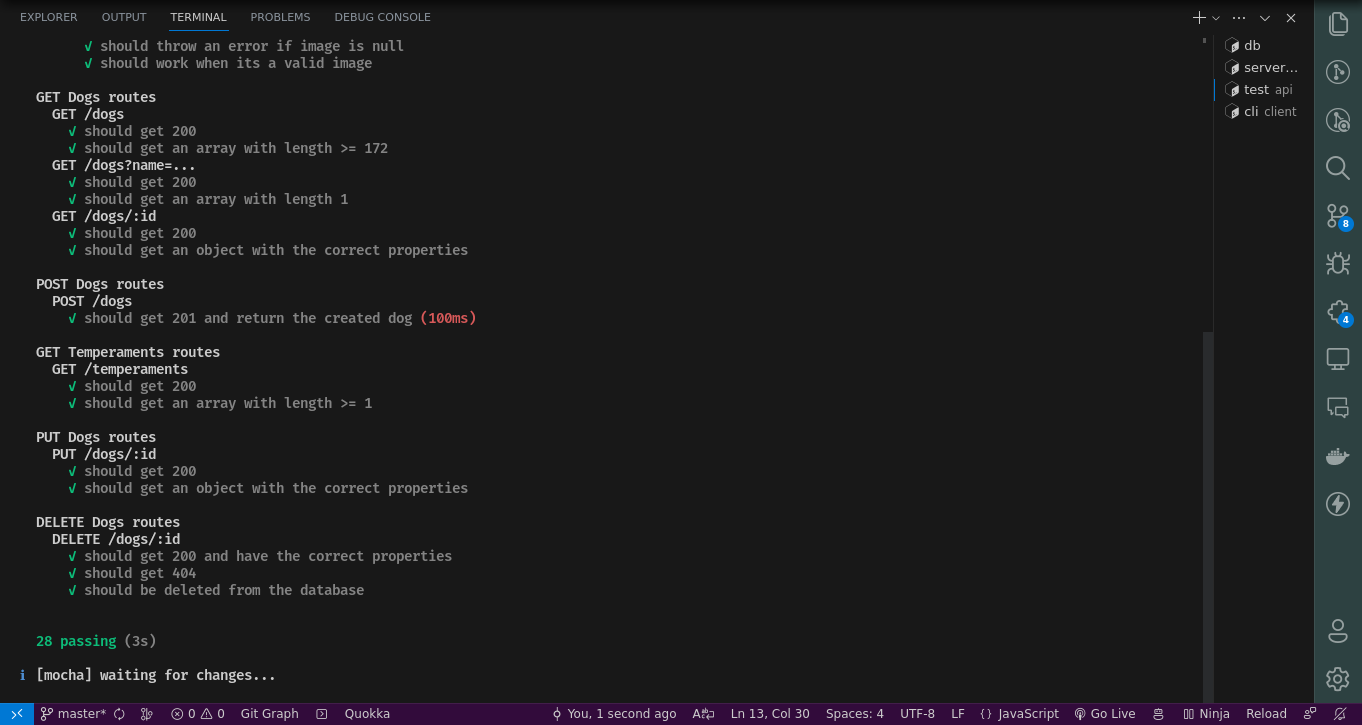 EXPLORER OUTPUT TERMINAL PROBLEMS DEBUG CONSOLE
✓ should throw an error if image is null
✓ should work when its a valid image
GET Dogs routes
GET /dogs
✓ should get 200
✓ should get an array with length >= 172
GET /dogs?name=...
✓ should get 200
✓ should get an array with length 1
GET /dogs/:id
✓ should get 200
✓ should get an object with the correct properties
POST Dogs routes
POST /dogs
✓ should get 201 and return the created dog (100ms)
GET Temperaments routes
GET /temperaments
✓ should get 200
✓ should get an array with length >= 1
PUT Dogs routes
PUT /dogs/:id
✓ should get 200
✓ should get an object with the correct properties
DELETE Dogs routes
DELETE /dogs/:id
✓ should get 200 and have the correct properties
✓ should get 404
✓ should be deleted from the database
28 passing (3s)
i [mocha] waiting for changes...
db
server...
test api
cli client
8
4
master* 0 0 Git Graph Quokka You, 1 second ago Ln 13, Col 30 Spaces: 4 UTF-8 LF {} JavaScript Go Live Ninja Reload